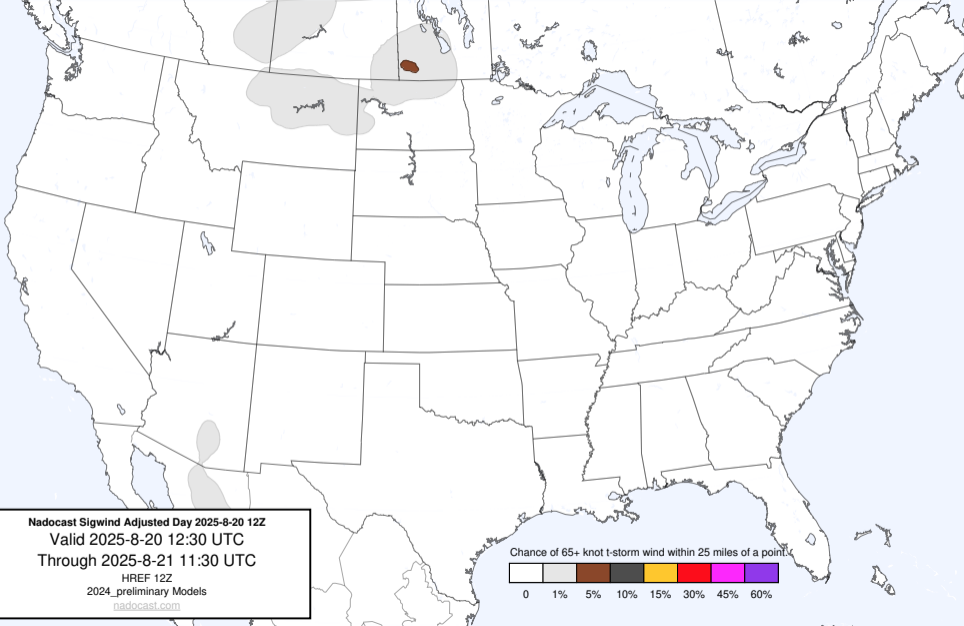 Nadocast Sigwind Adjusted Day 2025-8-20 12Z
Valid 2025-8-20 12:30 UTC
Through 2025-8-21 11:30 UTC
HREF 12Z
2024_preliminary Models
nadocast.com
Chance of 65+ knot t-storm wind within 25 miles of a point.
0 1% 5% 10% 15% 30% 45% 60%